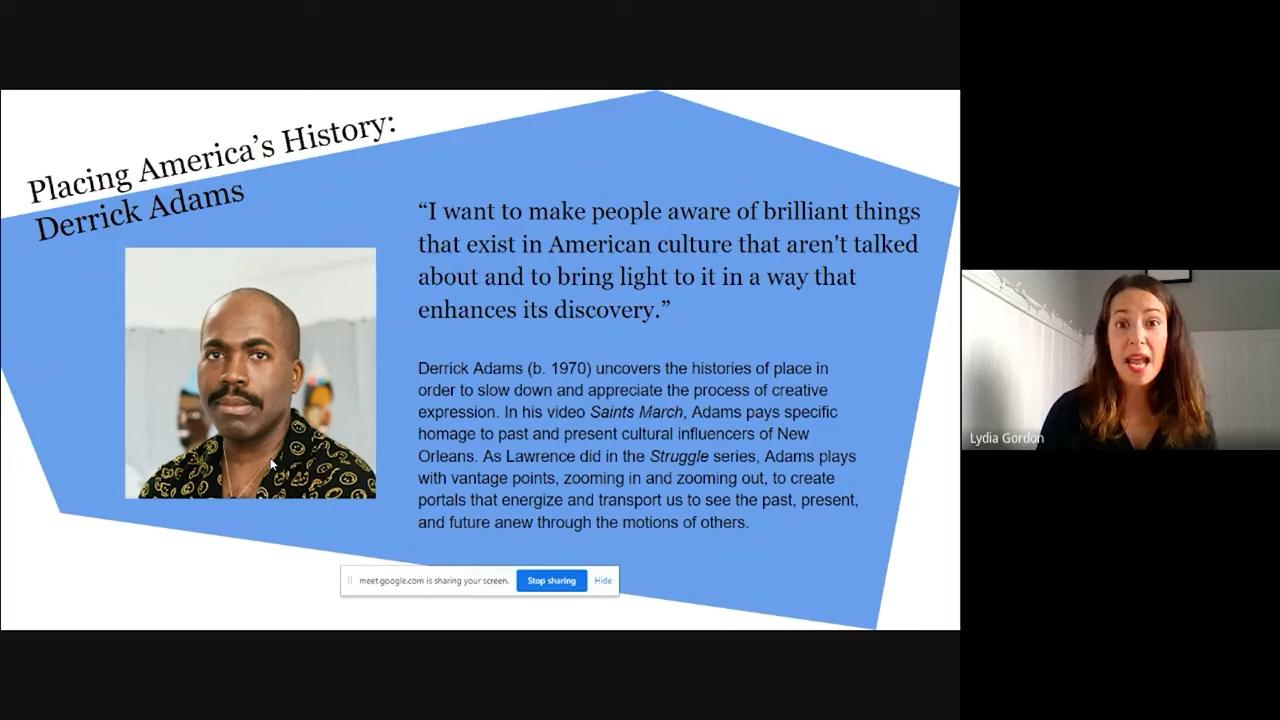 Placing America’s History:
Derrick Adams
“I want to make people aware of brilliant things
that exist in American culture that aren't talked
about and to bring light to it in a way that
enhances its discovery.”
Derrick Adams (b. 1970) uncovers the histories of place in
order to slow down and appreciate the process of creative
expression. In his video Saints March, Adams pays specific
homage to past and present cultural influencers of New
Orleans. As Lawrence did in the Struggle series, Adams plays
with vantage points, zooming in and zooming out, to create
portals that energize and transport us to see the past, present,
and future anew through the motions of others.
meet.google.com is sharing your screen. Stop sharing Hide
Lydia Gordon